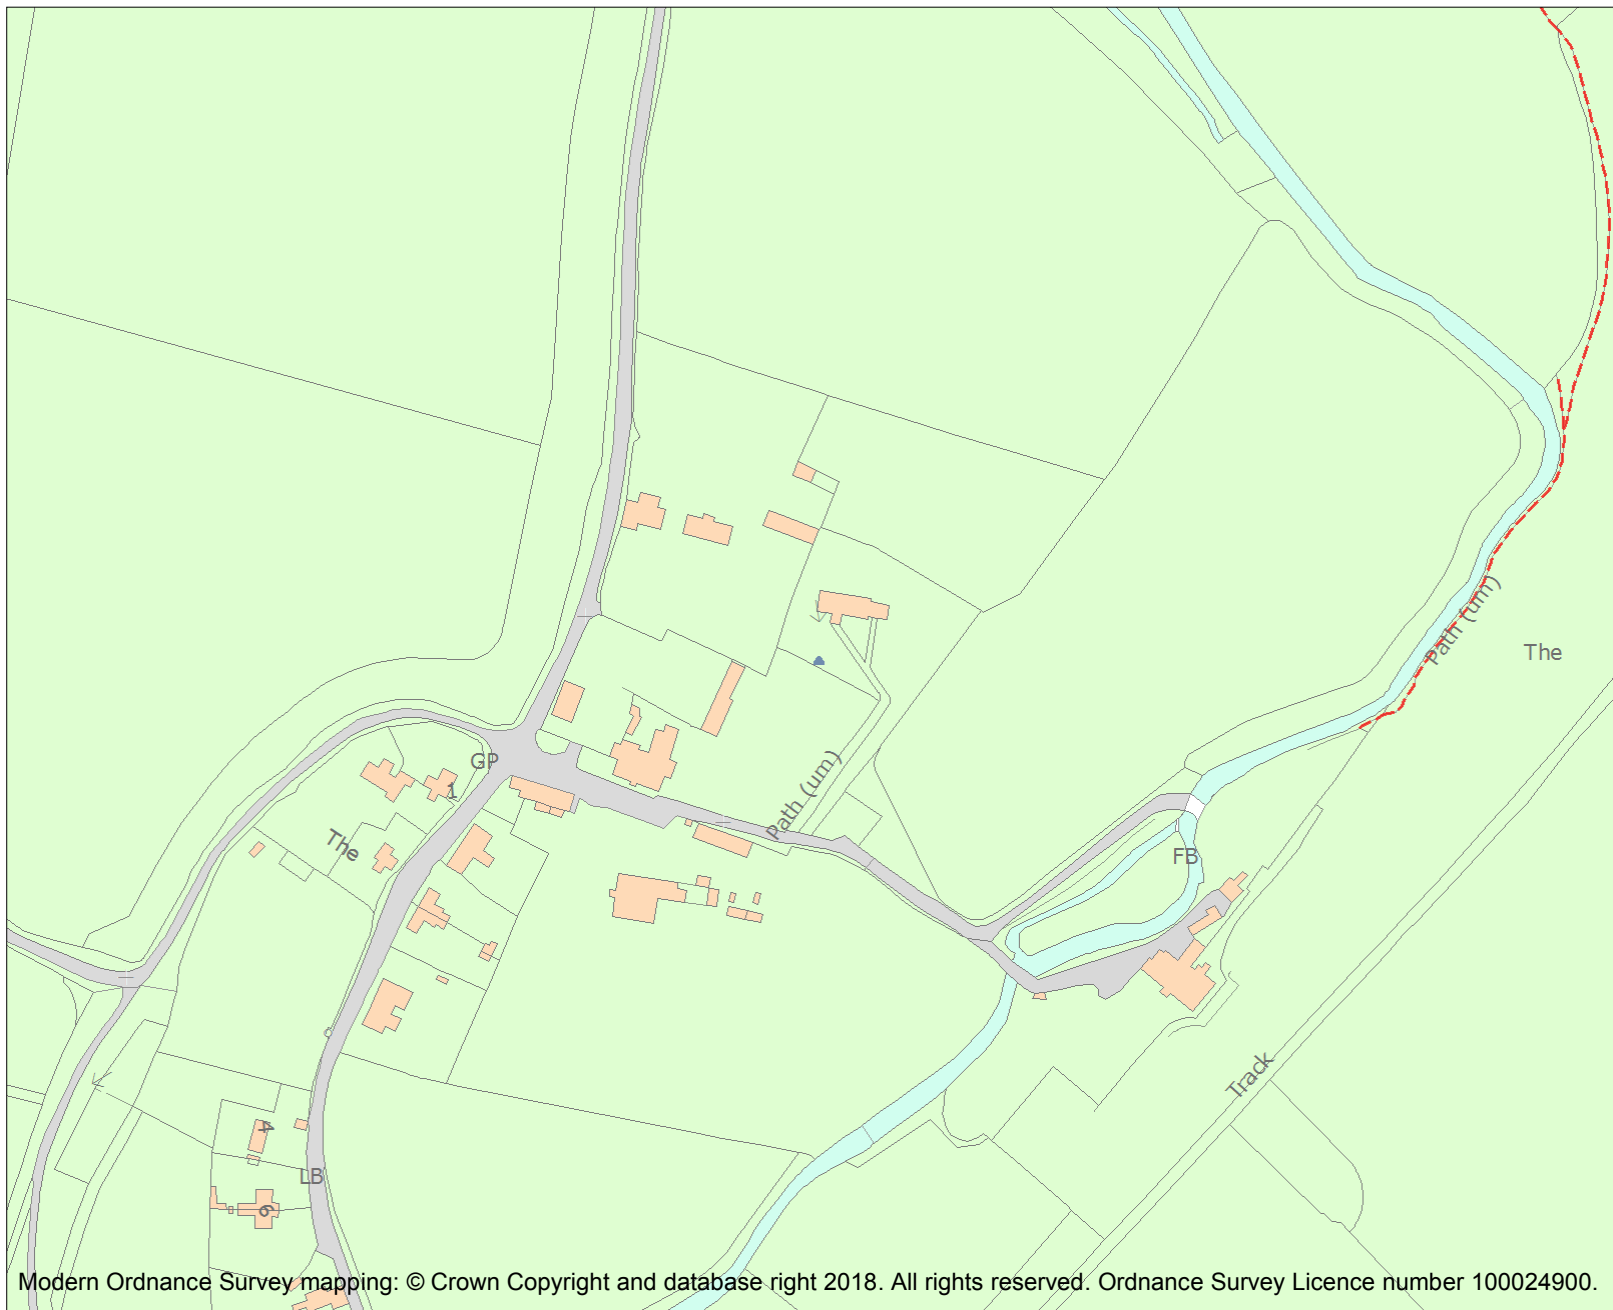 Path (um)
The
GP
1
Path (um)
The
FB
Track
4
LB
6
Modern Ordnance Survey mapping: © Crown Copyright and database right 2018. All rights reserved. Ordnance Survey Licence number 100024900.